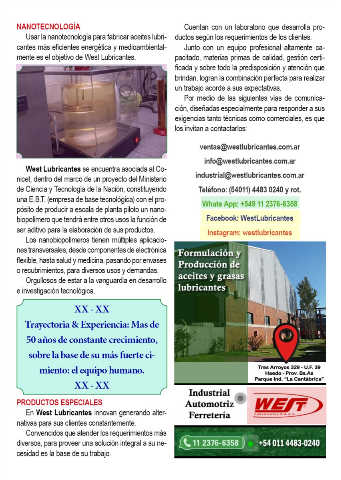 NANOTECNOLOGÍA
Usar la nanotecnología para fabricar aceites lubri-
cantes más eficientes energética y medioambiental-
mente es el objetivo de West Lubricantes.
West Lubricantes se encuentra asociada al Co-
nicet, dentro del marco de un proyecto del Ministerio
de Ciencia y Tecnología de la Nación, constituyendo
una E.B.T. (empresa de base tecnológica) con el pro-
pósito de producir a escala de planta piloto un nano-
biopolímero que tendrá entre otros usos la función de
ser aditivo para la elaboración de sus productos.
Los nanobiopolímeros tienen múltiples aplicacio-
nes transversales, desde componentes de electrónica
flexible, hasta salud y medicina, pasando por envases
o recubrimientos, para diversos usos y demandas.
Orgullosos de estar a la vanguardia en desarrollo
e investigación tecnológica.
XX - XX
Trayectoria & Experiencia: Mas de
50 años de constante crecimiento,
sobre la base de su más fuerte ci-
miento: el equipo humano.
XX - XX
PRODUCTOS ESPECIALES
En West Lubricantes innovan generando alter-
nativas para sus clientes constantemente.
Convencidos que atender los requerimientos más
diversos, para proveer una solución integral a su ne-
cesidad es la base de su trabajo.
Cuentan con un laboratorio que desarrolla pro-
ductos según los requerimientos de los clientes.
Junto con un equipo profesional altamente ca-
pacitado, materias primas de calidad, gestión certi-
ficada y sobre todo la predisposición y atención que
brindan, logran la combinación perfecta para realizar
un trabajo acorde a sus expectativas.
Por medio de las siguientes vías de comunica-
ción, diseñadas especialmente para responder a sus
exigencias tanto técnicas como comerciales, es que
los invitan a contactarlos:
ventas@westlubricantes.com.ar
info@westlubricantes.com.ar
industrial@westlubricantes.com.ar
Teléfono: (54011) 4483 0240 y rot.
Whats App: +549 11 2376-6358
Facebook: WestLubricantes
Instagram: westlubricantes
Formulación y
Producción de
aceites y grasas
lubricantes
Tres Arroyos 329 - U.F. 39
Haedo - Prov. Bs.As
Parque Ind. "La Cantábrica"
Industrial
Automotriz
Ferretería
WEST
11 2376-6358
+54 011 4483-0240